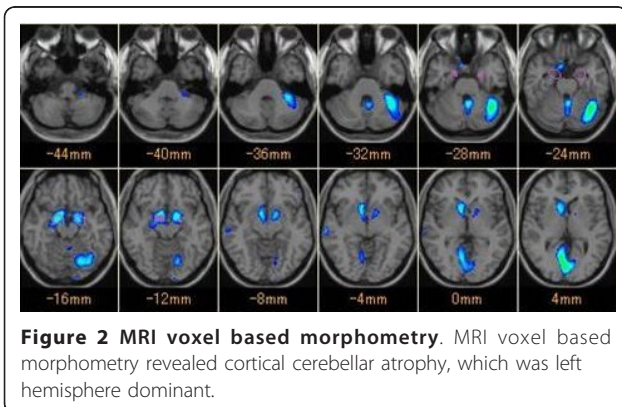 -44mm -40mm -36mm -32mm -28mm -24mm
-16mm -12mm -8mm -4mm 0mm 4mm
Figure 2 MRI voxel based morphometry. MRI voxel based
morphometry revealed cortical cerebellar atrophy, which was left
hemisphere dominant.